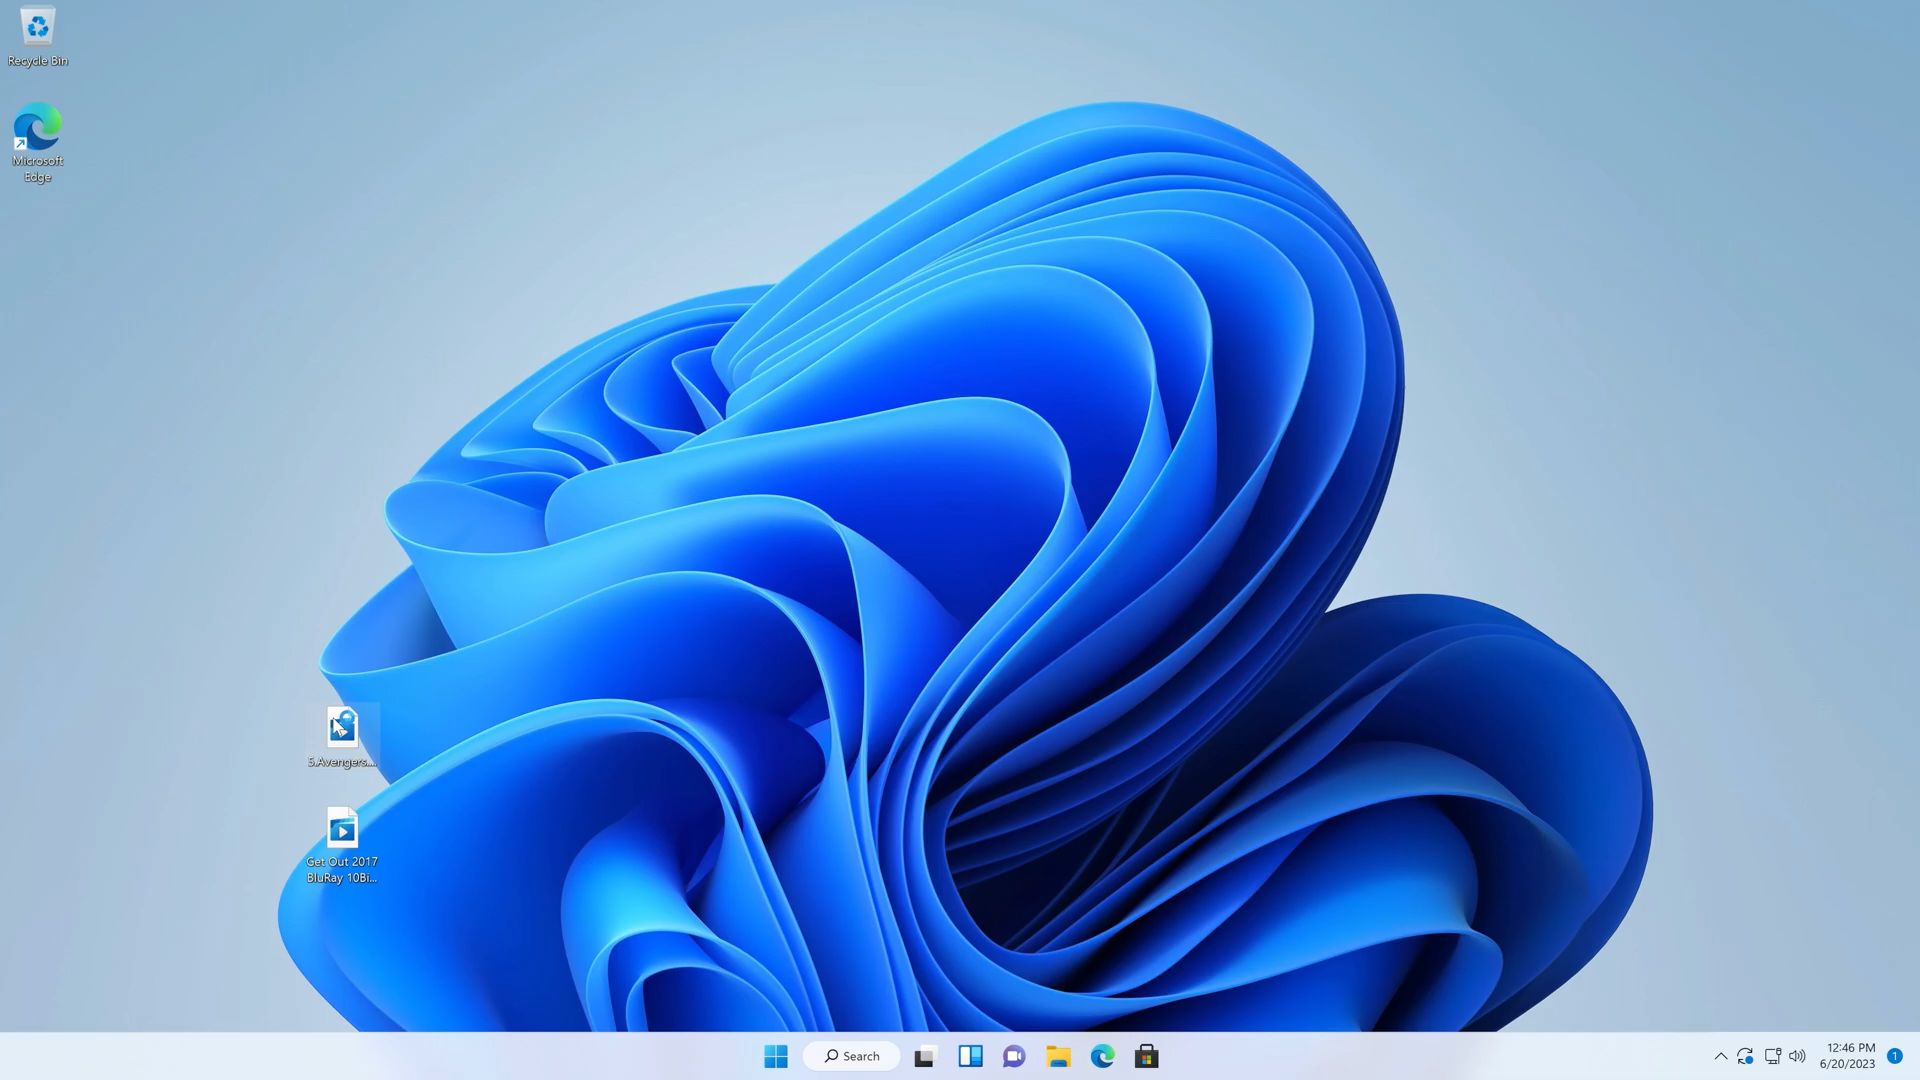 Recycle Bin
Microsoft
Edge
5.Avengers....
Get Out 2017
BluRay 10Bi...
Search
12:46 PM
6/20/2023
1